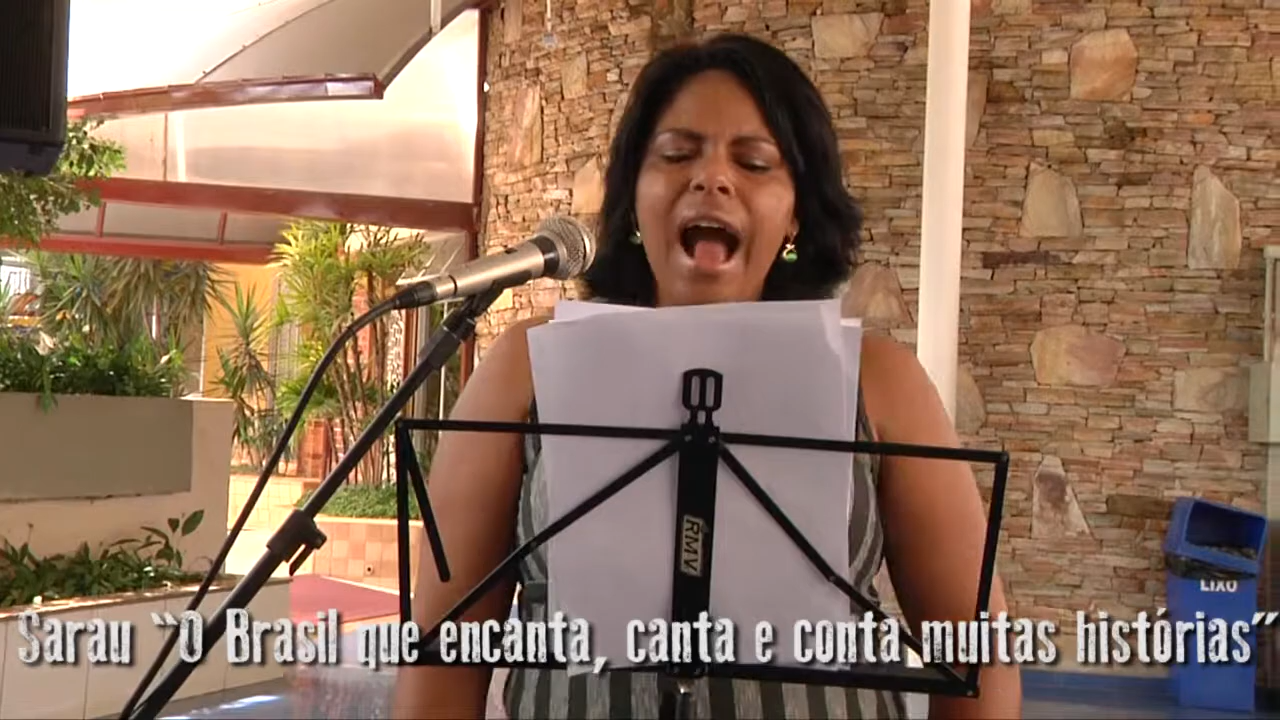 RMV
LIXO
Sarau “O Brasil que encanta, canta e conta muitas histórias”